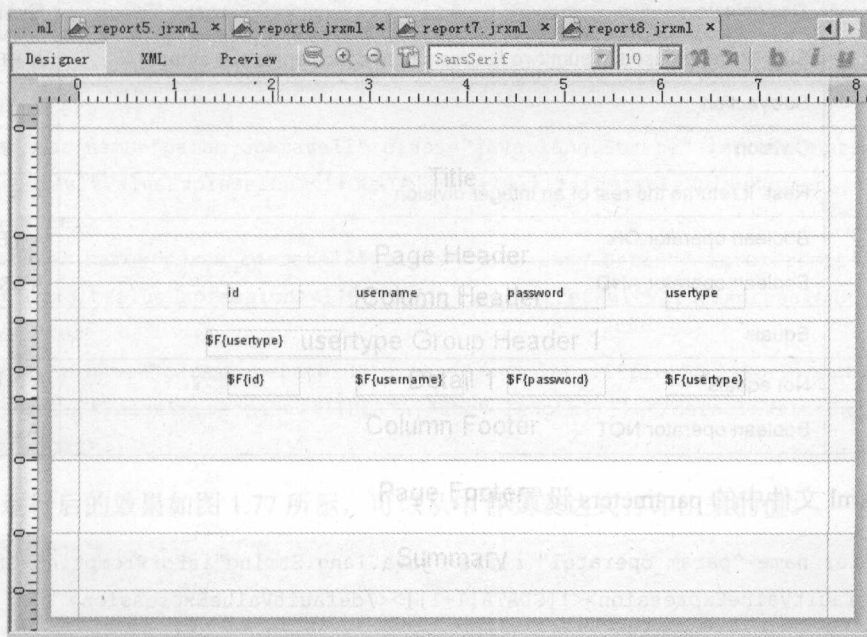 ...ml report5.jrxml × report6.jrxml × report7.jrxml × report8.jrxml ×
Designer XML Preview SansSerif 10 b i u
0 1 2 3 4 5 6 7 8
Title
Page Header
id username password usertype
Column Header
$F{usertype}
usertype Group Header 1
$F{id} $F{username} $F{password} $F{usertype}
Detail 1
Column Footer
Page Footer
Summary